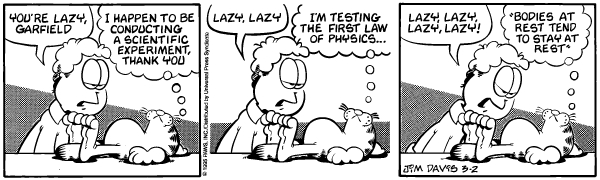 YOU'RE LAZY,
GARFIELD
I HAPPEN TO BE
CONDUCTING
A SCIENTIFIC
EXPERIMENT,
THANK YOU
© 1995 PAWS, INC./Distributed by Universal Press Syndicate
LAZY, LAZY
I'M TESTING
THE FIRST LAW
OF PHYSICS...
LAZY, LAZY,
LAZY, LAZY!
"BODIES AT
REST TEND
TO STAY AT
REST"
JIM DAVIS 3-2